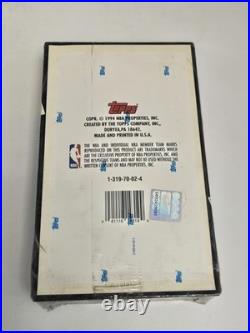 Topps
COPR. © 1994 NBA PROPERTIES, INC.
CREATED BY THE TOPPS COMPANY, INC.,
DURYEA, PA 18642.
MADE AND PRINTED IN U.S.A.
THE NBA AND INDIVIDUAL NBA MEMBER TEAM MARKS
REPRODUCED ON THIS PRODUCT ARE TRADEMARKS WHICH ARE
THE EXCLUSIVE PROPERTY OF NBA PROPERTIES, INC. AND THE
RESPECTIVE TEAMS AND MAY NOT BE USED WITHOUT THE
WRITTEN CONSENT OF NBA PROPERTIES, INC.
1-319-70-02-4